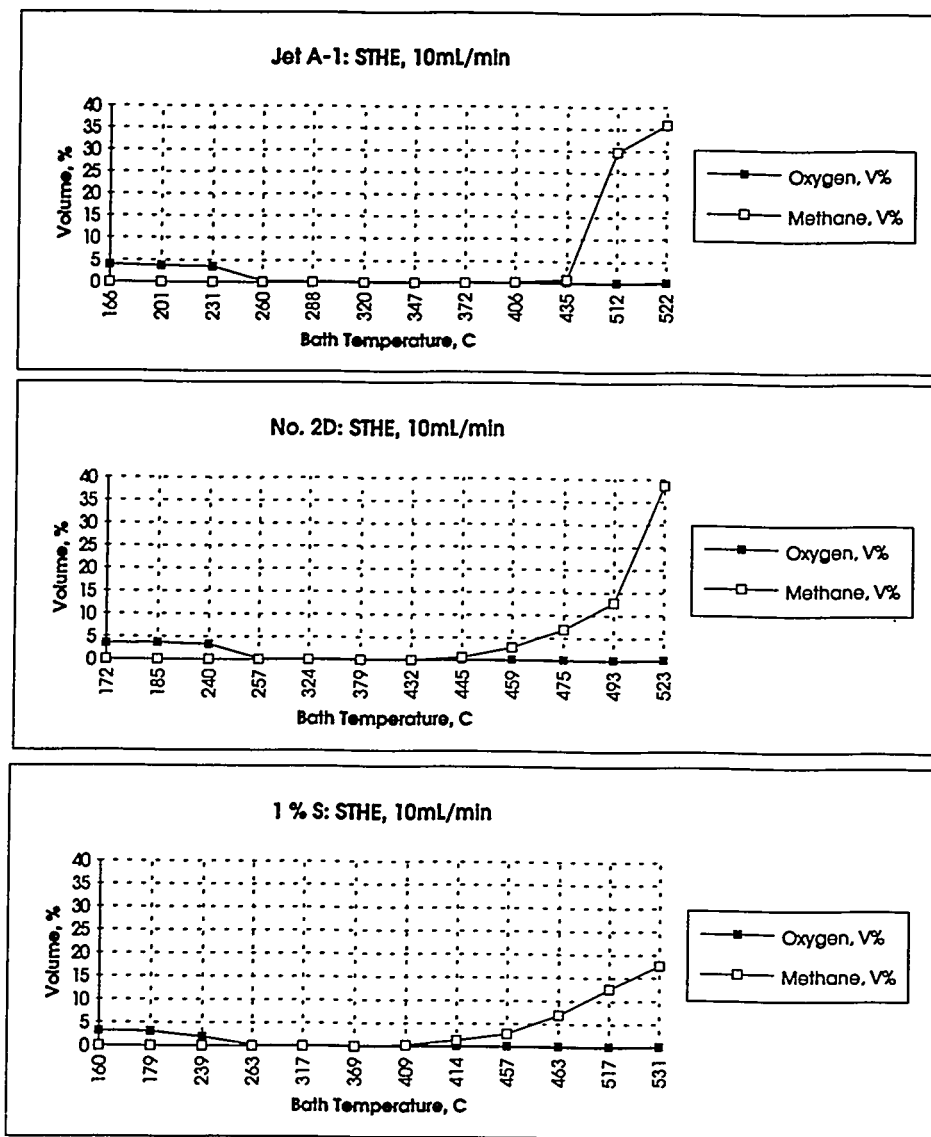 Jet A-1: STHE, 10mL/min
40
35
30
25
20
15
10
5
0
Volume, %
166 201 231 260 288 320 347 372 406 435 512 522
Bath Temperature, C
Oxygen, V%
Methane, V%
No. 2D: STHE, 10mL/min
40
35
30
25
20
15
10
5
0
Volume, %
172 185 240 257 324 379 432 445 459 475 493 523
Bath Temperature, C
Oxygen, V%
Methane, V%
1 % S: STHE, 10mL/min
40
35
30
25
20
15
10
5
0
Volume, %
160 179 239 263 317 369 409 414 457 463 517 531
Bath Temperature, C
Oxygen, V%
Methane, V%